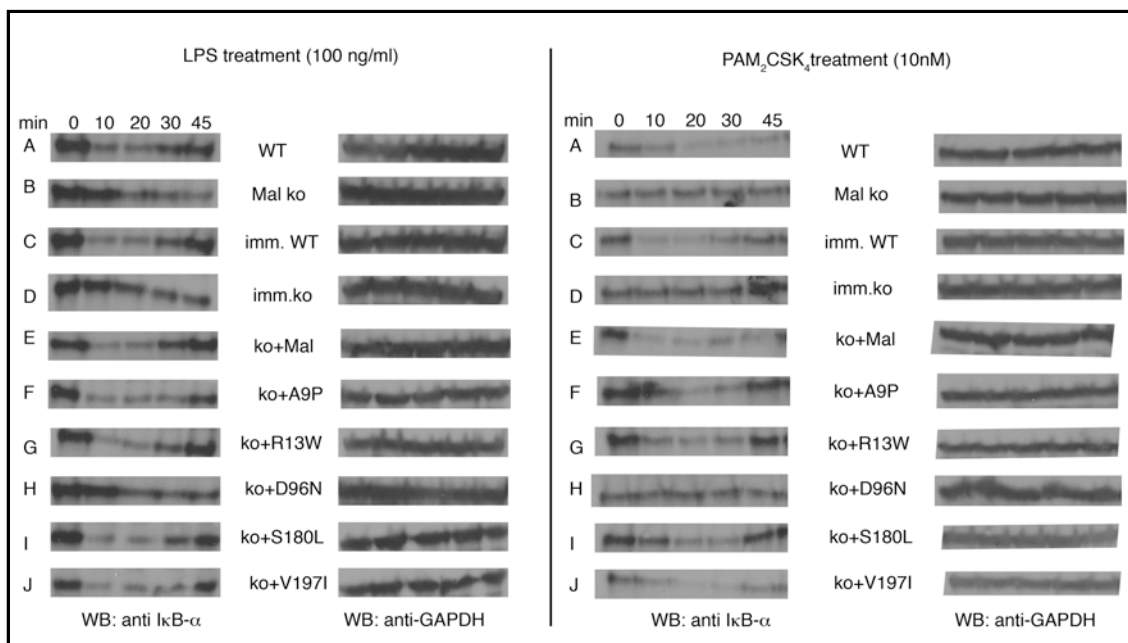 LPS treatment (100 ng/ml)
min 0 10 20 30 45
A WT
B Mal ko
C imm. WT
D imm.ko
E ko+Mal
F ko+A9P
G ko+R13W
H ko+D96N
I ko+S180L
J ko+V197I
WB: anti IκB-α WB: anti-GAPDH
PAM₂CSK₄treatment (10nM)
min 0 10 20 30 45
A WT
B Mal ko
C imm. WT
D imm.ko
E ko+Mal
F ko+A9P
G ko+R13W
H ko+D96N
I ko+S180L
J ko+V197I
WB: anti IκB-α WB: anti-GAPDH